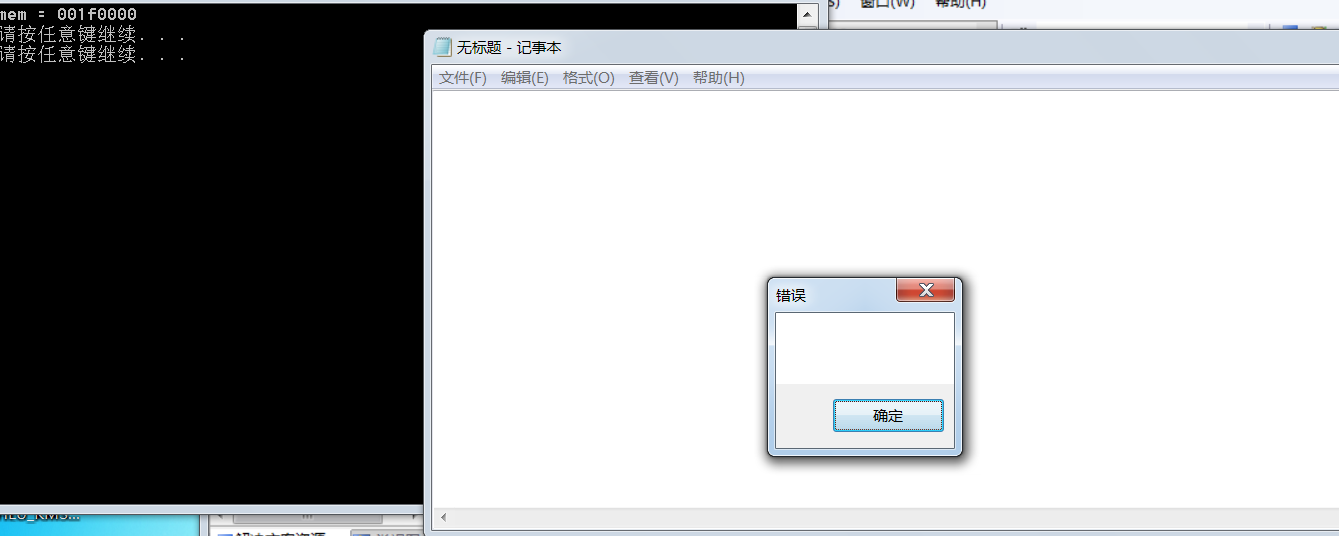 mem = 001f0000
请按任意键继续. . .
请按任意键继续. . .
窗口(W) 帮助(H)
无标题 - 记事本
文件(F) 编辑(E) 格式(O) 查看(V) 帮助(H)
错误
确定